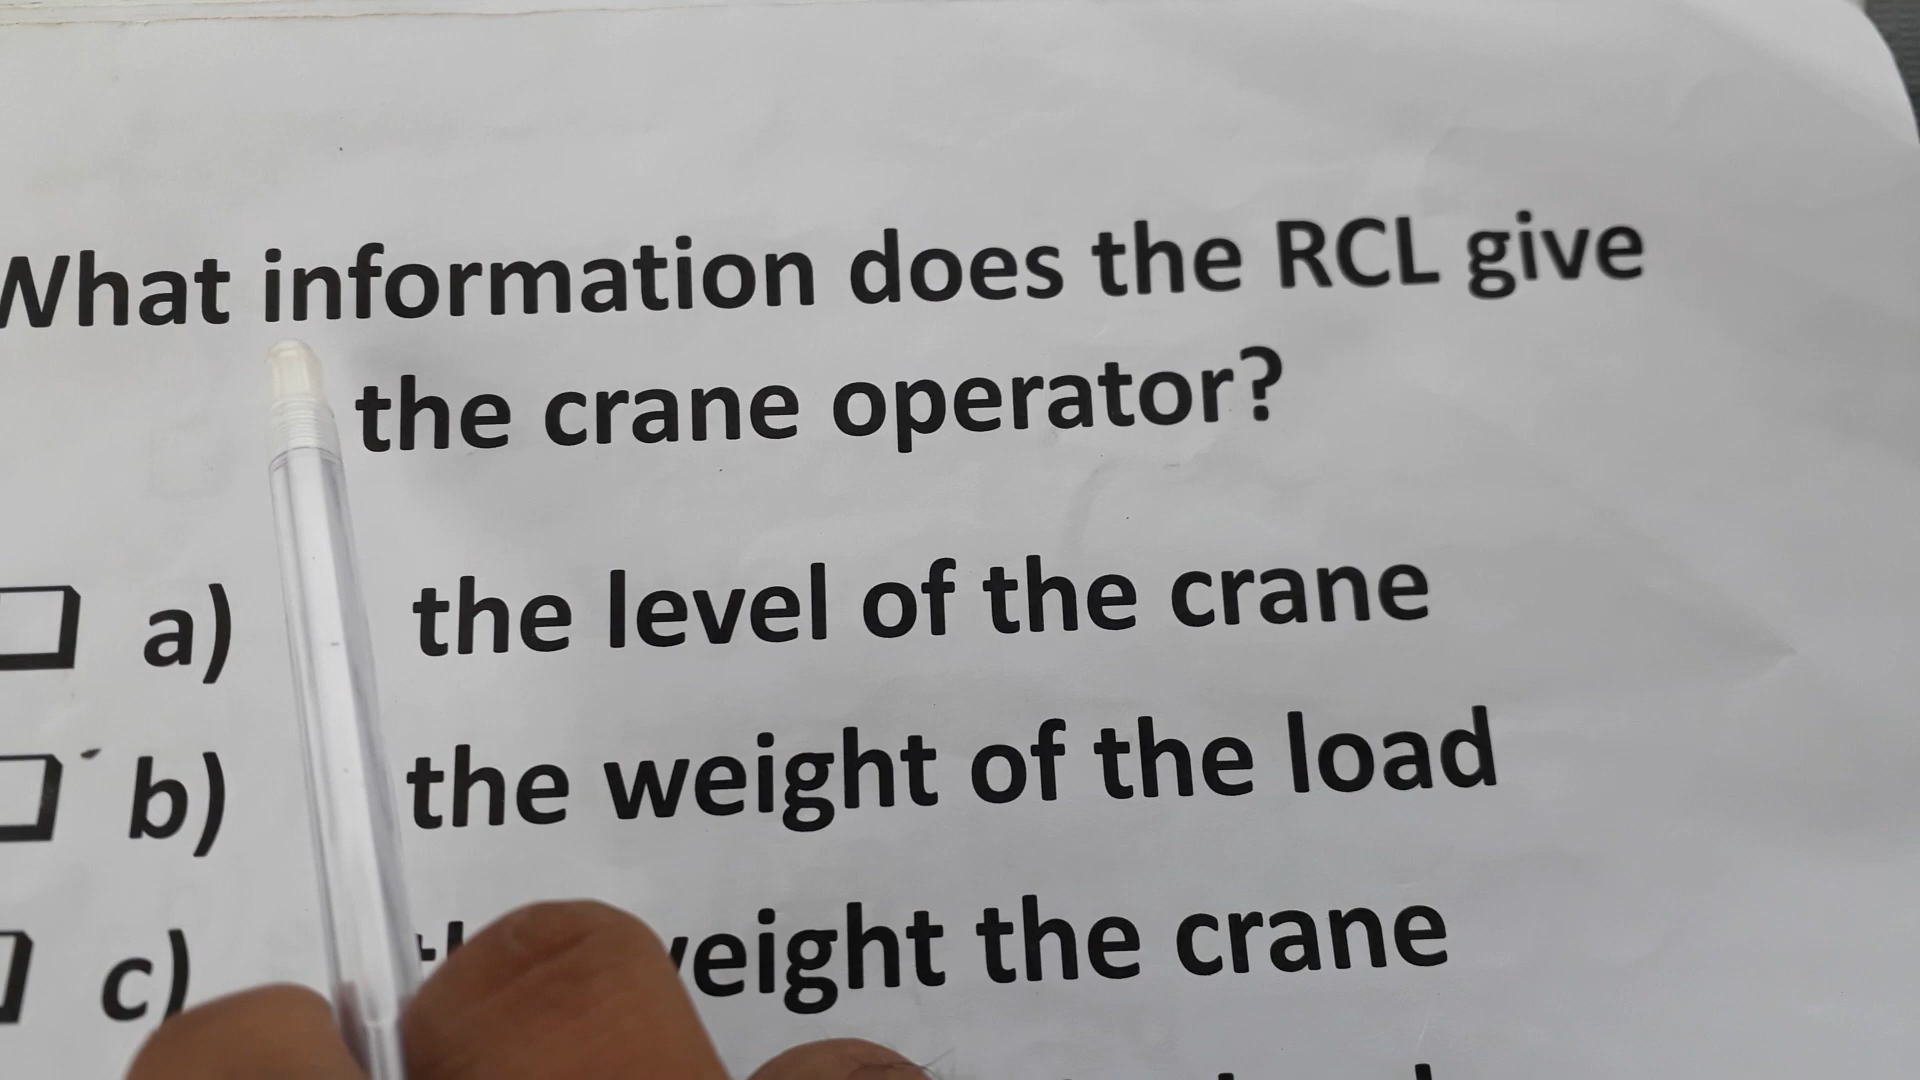 What information does the RCL give
the crane operator?
a) the level of the crane
b) the weight of the load
c) weight the crane